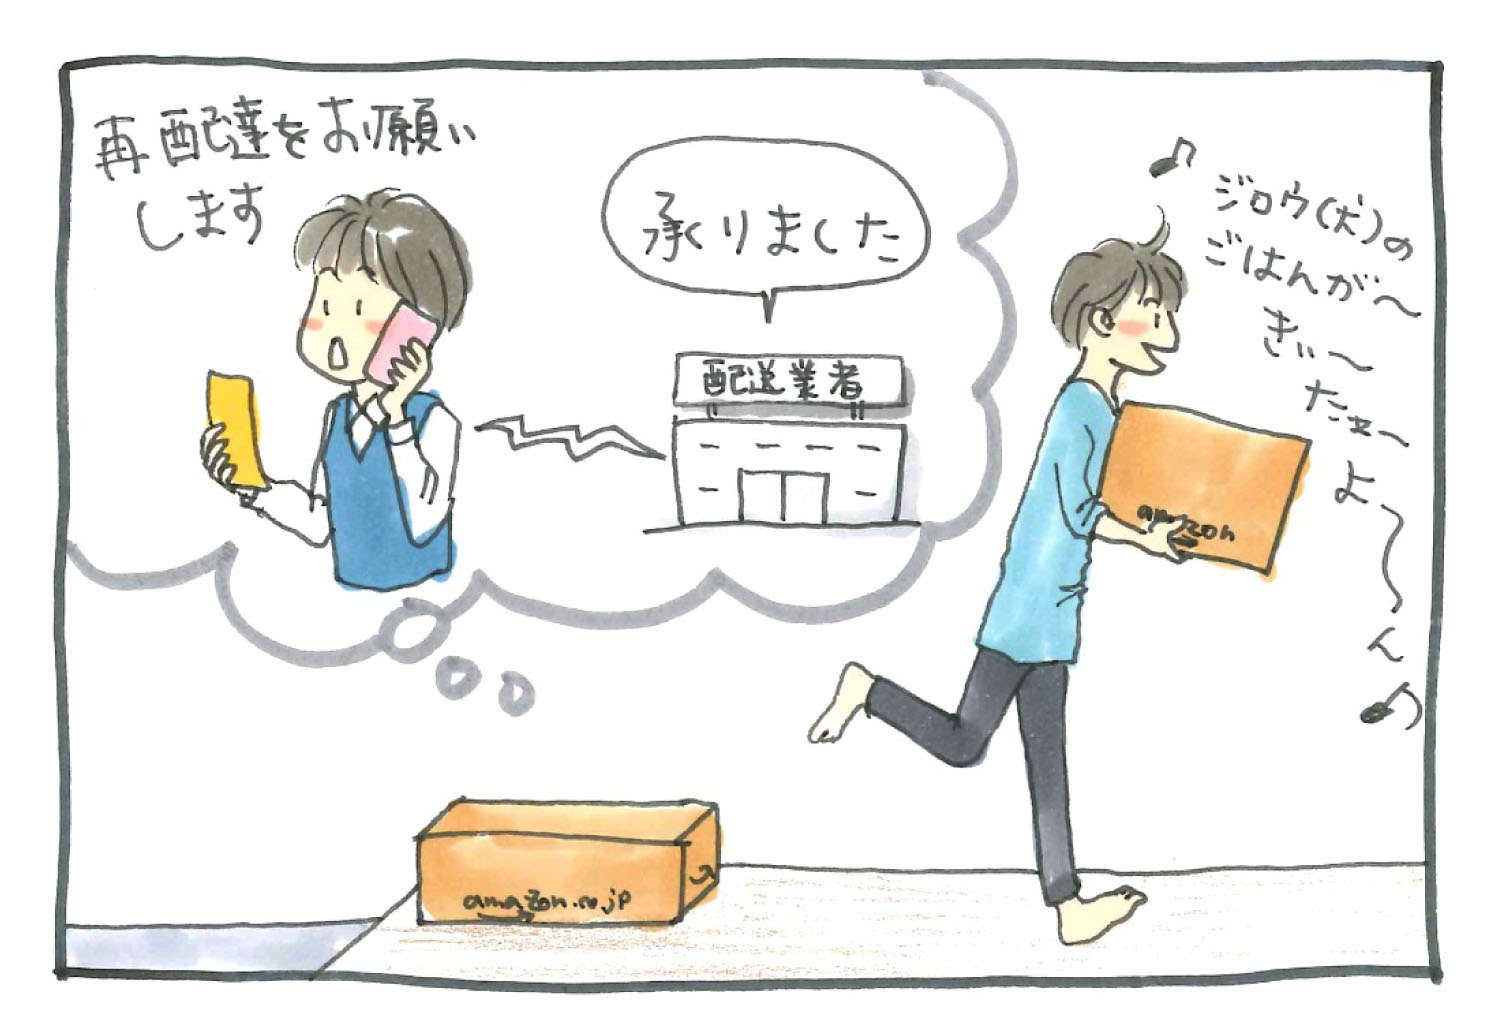 再配達をお願い
します
承りました
配送業者
ジロウ(犬)の
ごはんが〜
きぃ〜
たぁ〜
よ〜
ん
amazon
amazon.co.jp